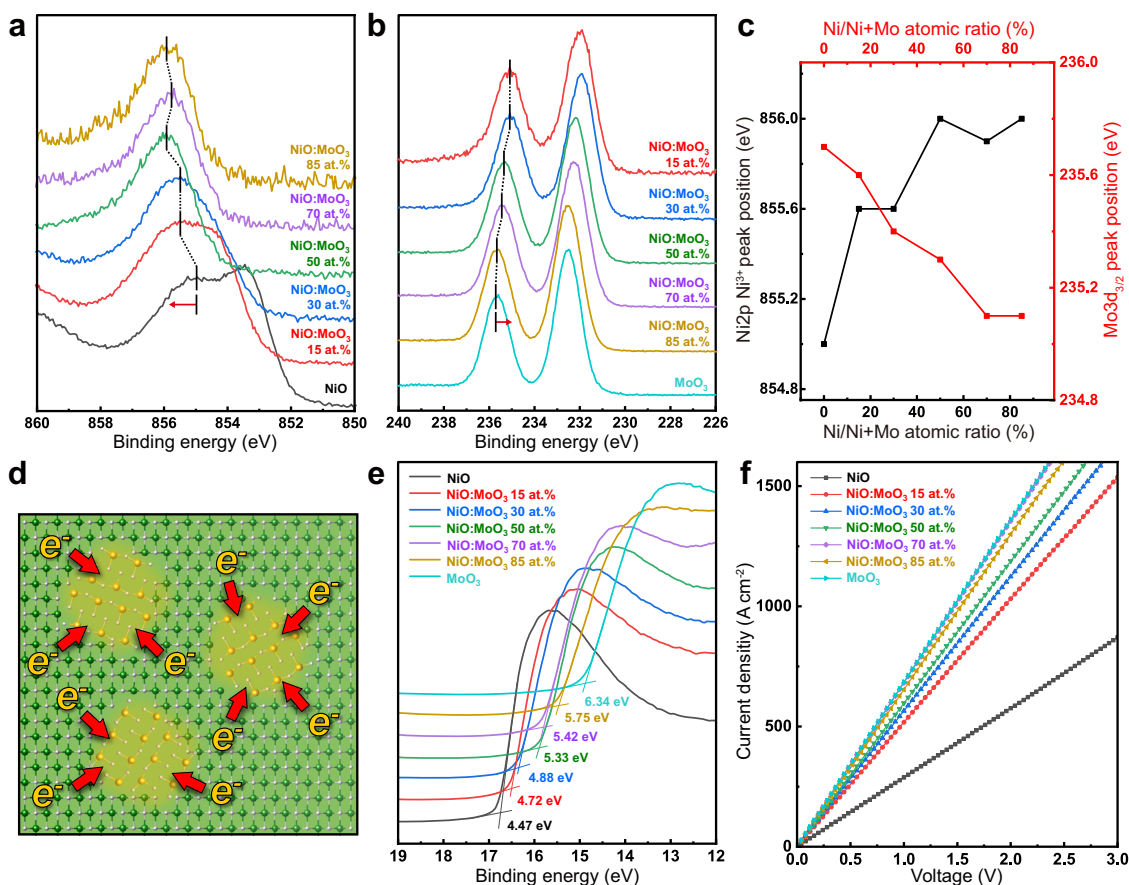 a
NiO:MoO₃
85 at.%
NiO:MoO₃
70 at.%
NiO:MoO₃
50 at.%
NiO:MoO₃
30 at.%
NiO:MoO₃
15 at.%
NiO
860 858 856 854 852 850
Binding energy (eV)
b
NiO:MoO₃
15 at.%
NiO:MoO₃
30 at.%
NiO:MoO₃
50 at.%
NiO:MoO₃
70 at.%
NiO:MoO₃
85 at.%
MoO₃
240 238 236 234 232 230 228 226
Binding energy (eV)
c
Ni/Ni+Mo atomic ratio (%)
0 20 40 60 80
Ni2p Ni³⁺ peak position (eV)
856.0
855.6
855.2
854.8
Mo3d₃/₂ peak position (eV)
236.0
235.6
235.2
234.8
0 20 40 60 80
Ni/Ni+Mo atomic ratio (%)
d
e⁻
e⁻
e⁻
e⁻
e⁻
e⁻
e⁻
e⁻
e⁻
e⁻
e⁻
e
NiO
NiO:MoO₃ 15 at.%
NiO:MoO₃ 30 at.%
NiO:MoO₃ 50 at.%
NiO:MoO₃ 70 at.%
NiO:MoO₃ 85 at.%
MoO₃
6.34 eV
5.75 eV
5.42 eV
5.33 eV
4.88 eV
4.72 eV
4.47 eV
19 18 17 16 15 14 13 12
Binding energy (eV)
f
NiO
NiO:MoO₃ 15 at.%
NiO:MoO₃ 30 at.%
NiO:MoO₃ 50 at.%
NiO:MoO₃ 70 at.%
NiO:MoO₃ 85 at.%
MoO₃
Current densitiy (A cm⁻²)
1500
1000
500
0
0.0 0.5 1.0 1.5 2.0 2.5 3.0
Voltage (V)